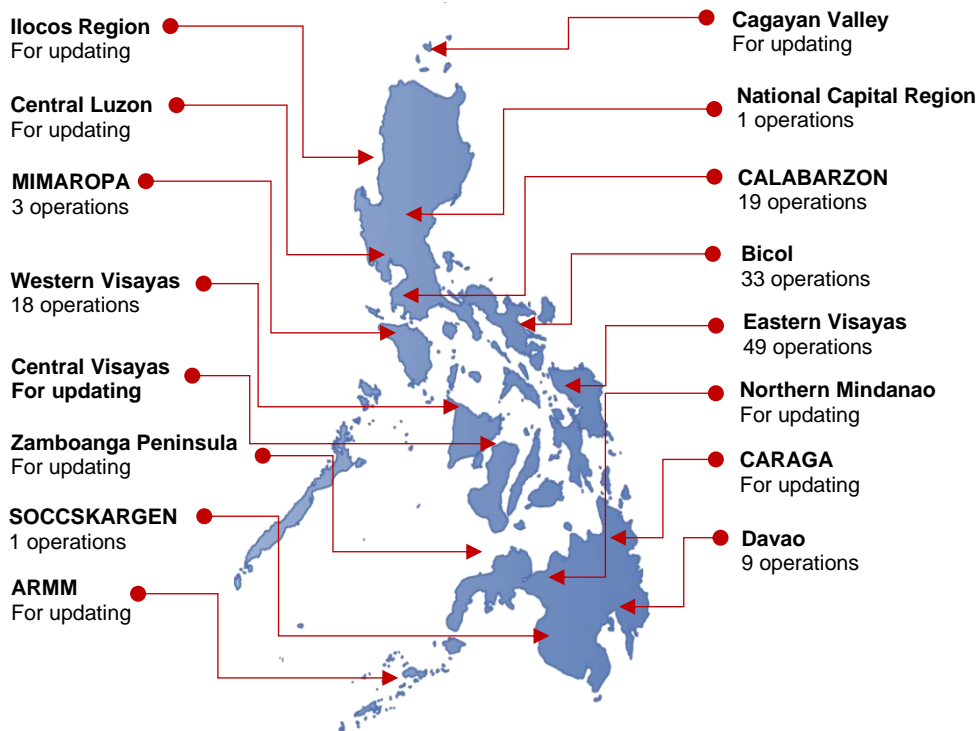 Ilocos Region
For updating
Central Luzon
For updating
MIMAROPA
3 operations
Western Visayas
18 operations
Central Visayas
For updating
Zamboanga Peninsula
For updating
SOCCSKARGEN
1 operations
ARMM
For updating
Cagayan Valley
For updating
National Capital Region
1 operations
CALABARZON
19 operations
Bicol
33 operations
Eastern Visayas
49 operations
Northern Mindanao
For updating
CARAGA
For updating
Davao
9 operations